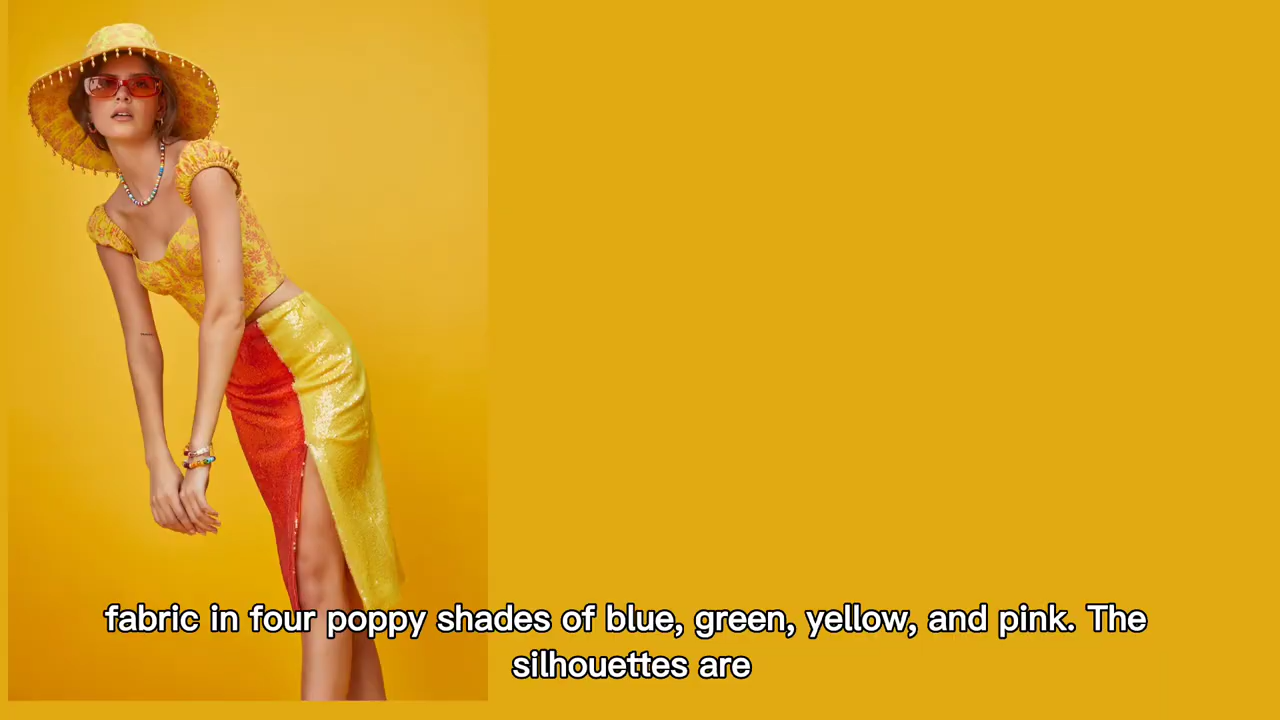 fabric in four poppy shades of blue, green, yellow, and pink. The
silhouettes are